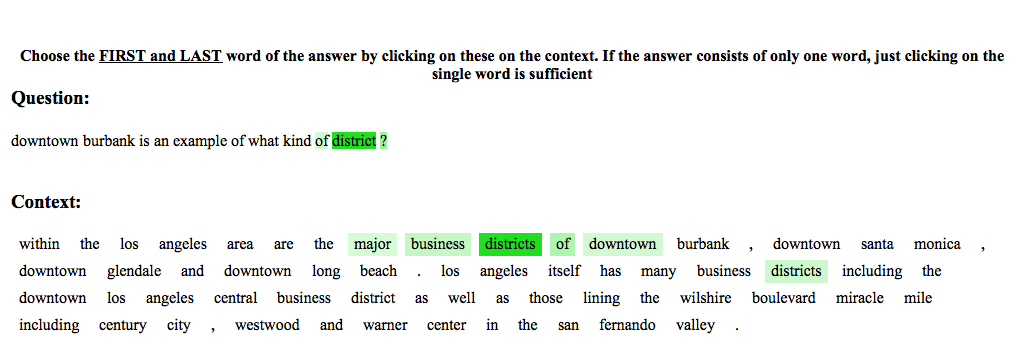 Choose the FIRST and LAST word of the answer by clicking on these on the context. If the answer consists of only one word, just clicking on the
single word is sufficient
Question:
downtown burbank is an example of what kind of district ?
Context:
within the los angeles area are the major business districts of downtown burbank , downtown santa monica ,
downtown glendale and downtown long beach . los angeles itself has many business districts including the
downtown los angeles central business district as well as those lining the wilshire boulevard miracle mile
including century city , westwood and warner center in the san fernando valley .